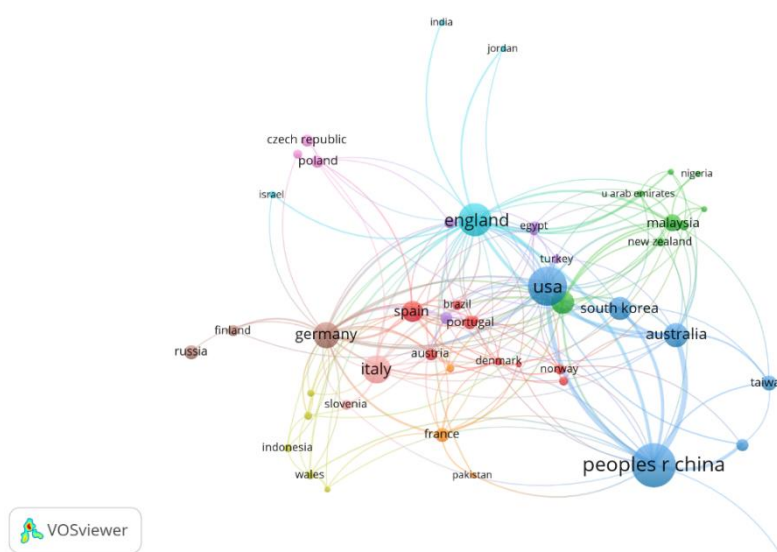 india
jordan
czech republic
poland
nigeria
israel
u arab emirates
england
egypt
malaysia
new zealand
turkey
usa
brazil
spain
south korea
portugal
finland
germany
australia
russia
austria
denmark
italy
norway
taiwa
slovenia
france
indonesia
peoples r china
wales
pakistan
VOSviewer